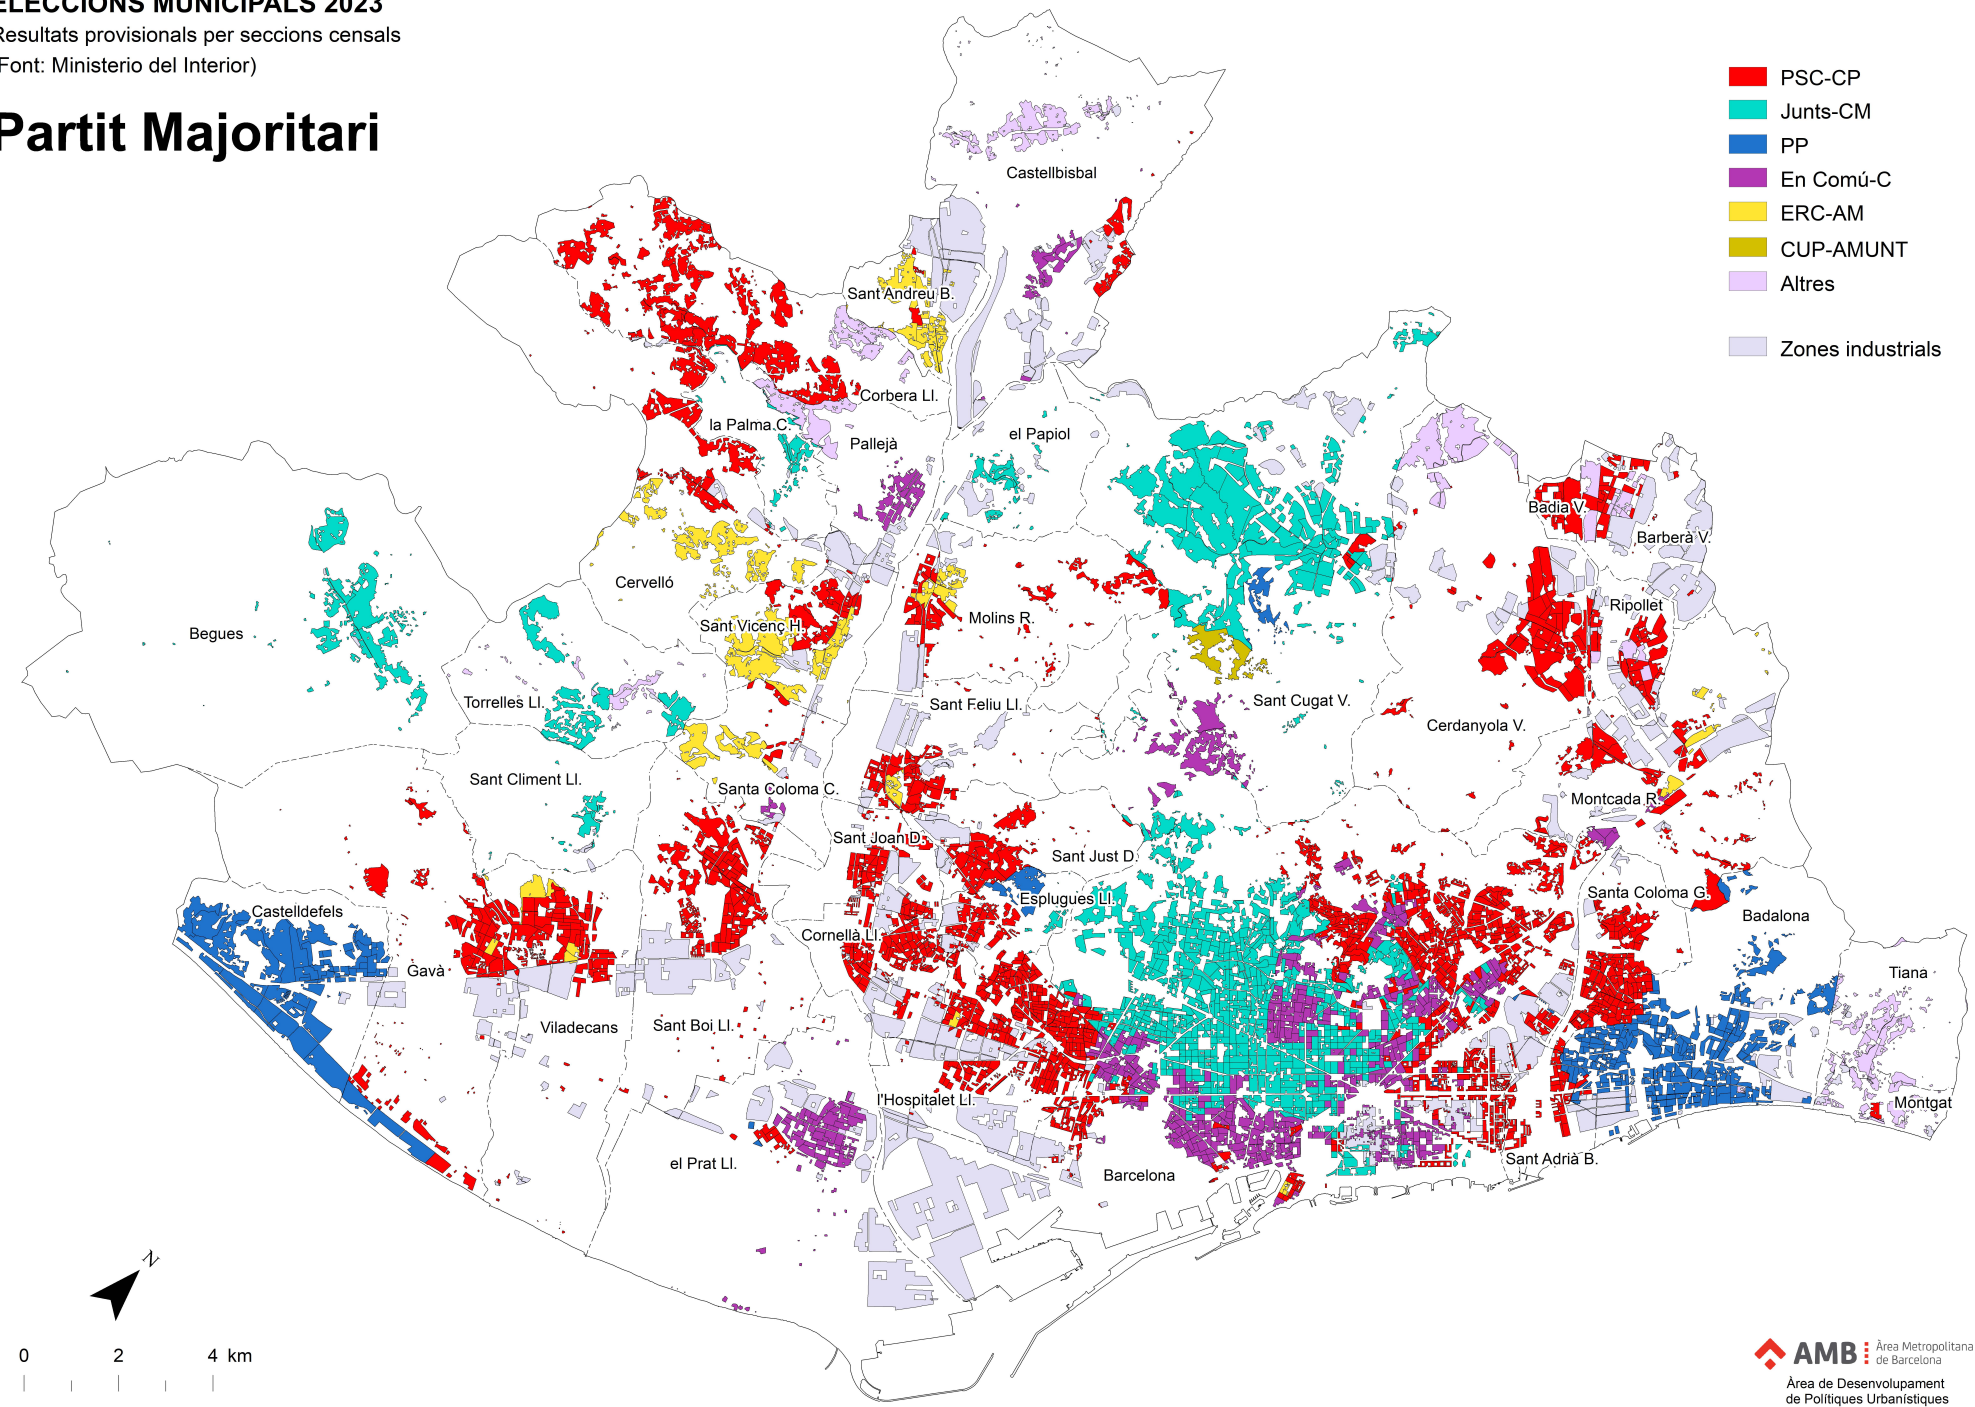 ELECCIONS MUNICIPALS 2023
Resultats provisionals per seccions censals
(Font: Ministerio del Interior)
Partit Majoritari
PSC-CP
Junts-CM
PP
En Comú-C
ERC-AM
CUP-AMUNT
Altres
Zones industrials
Castellbisbal
Sant Andreu B.
Corbera Ll.
la Palma C.
Pallejà
el Papiol
Badia V.
Barberà V.
Cervelló
Ripollet
Begues
Sant Vicenç H.
Molins R.
Torrelles Ll.
Sant Feliu Ll.
Sant Cugat V.
Cerdanyola V.
Sant Climent Ll.
Santa Coloma C.
Montcada R.
Sant Joan D.
Sant Just D.
Santa Coloma G.
Esplugues Ll.
Castelldefels
Badalona
Cornellà Ll.
Gavà
Tiana
Viladecans
Sant Boi Ll.
l'Hospitalet Ll.
Montgat
el Prat Ll.
Barcelona
Sant Adrià B.
N
0 2 4 km
AMB
Àrea Metropolitana
de Barcelona
Àrea de Desenvolupament
de Polítiques Urbanístiques